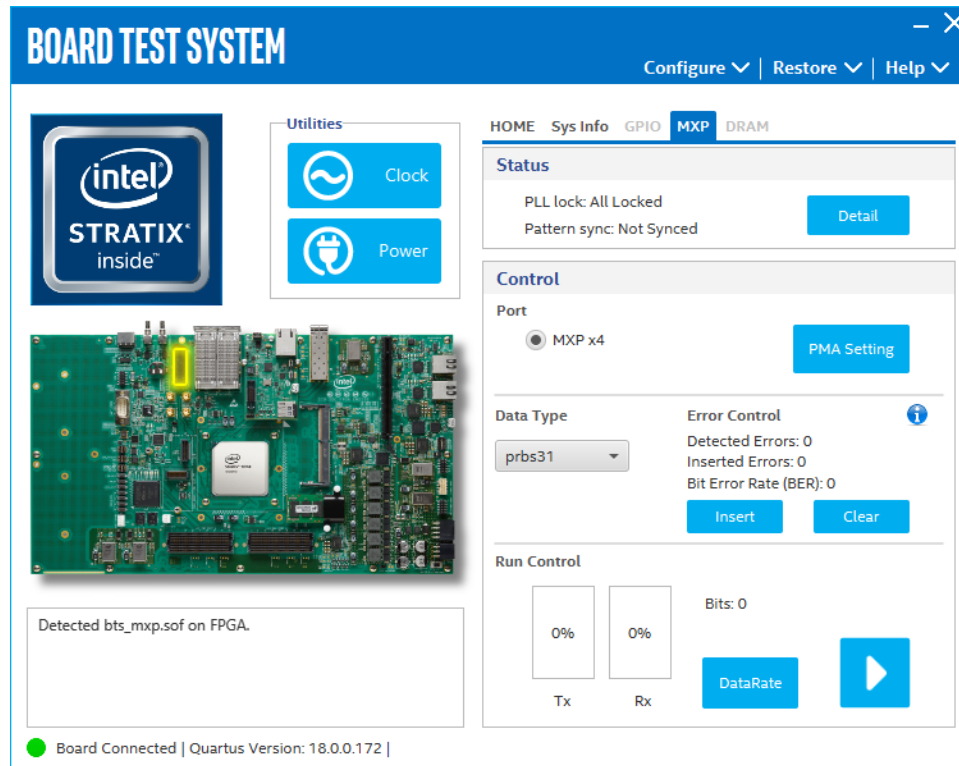 BOARD TEST SYSTEM
Configure | Restore | Help
intel
STRATIX
inside™
Utilities
Clock
Power
HOME Sys Info GPIO MXP DRAM
Status
PLL lock: All Locked
Pattern sync: Not Synced
Detail
Control
Port
MXP x4
PMA Setting
Data Type
prbs31
Error Control
Detected Errors: 0
Inserted Errors: 0
Bit Error Rate (BER): 0
Insert
Clear
Run Control
0%
0%
Tx
Rx
Bits: 0
DataRate
Detected bts_mxp.sof on FPGA.
Board Connected | Quartus Version: 18.0.0.172 |